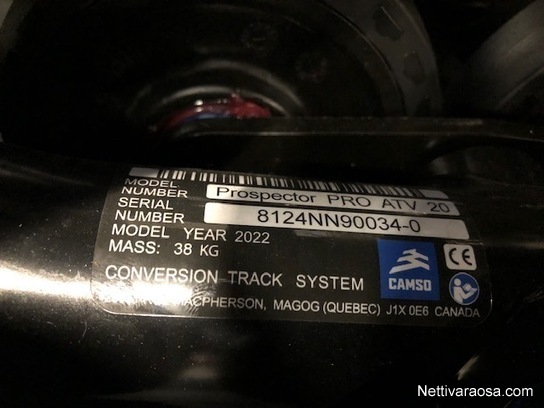 MODEL NUMBER Prospector PRO ATV 20
SERIAL NUMBER 8124NN90034-0
MODEL YEAR 2022
MASS: 38 KG
CE
CAMSO
CONVERSION TRACK SYSTEM
MACPHERSON, MAGOG (QUEBEC) J1X 0E6 CANADA
Nettivaraosa.com